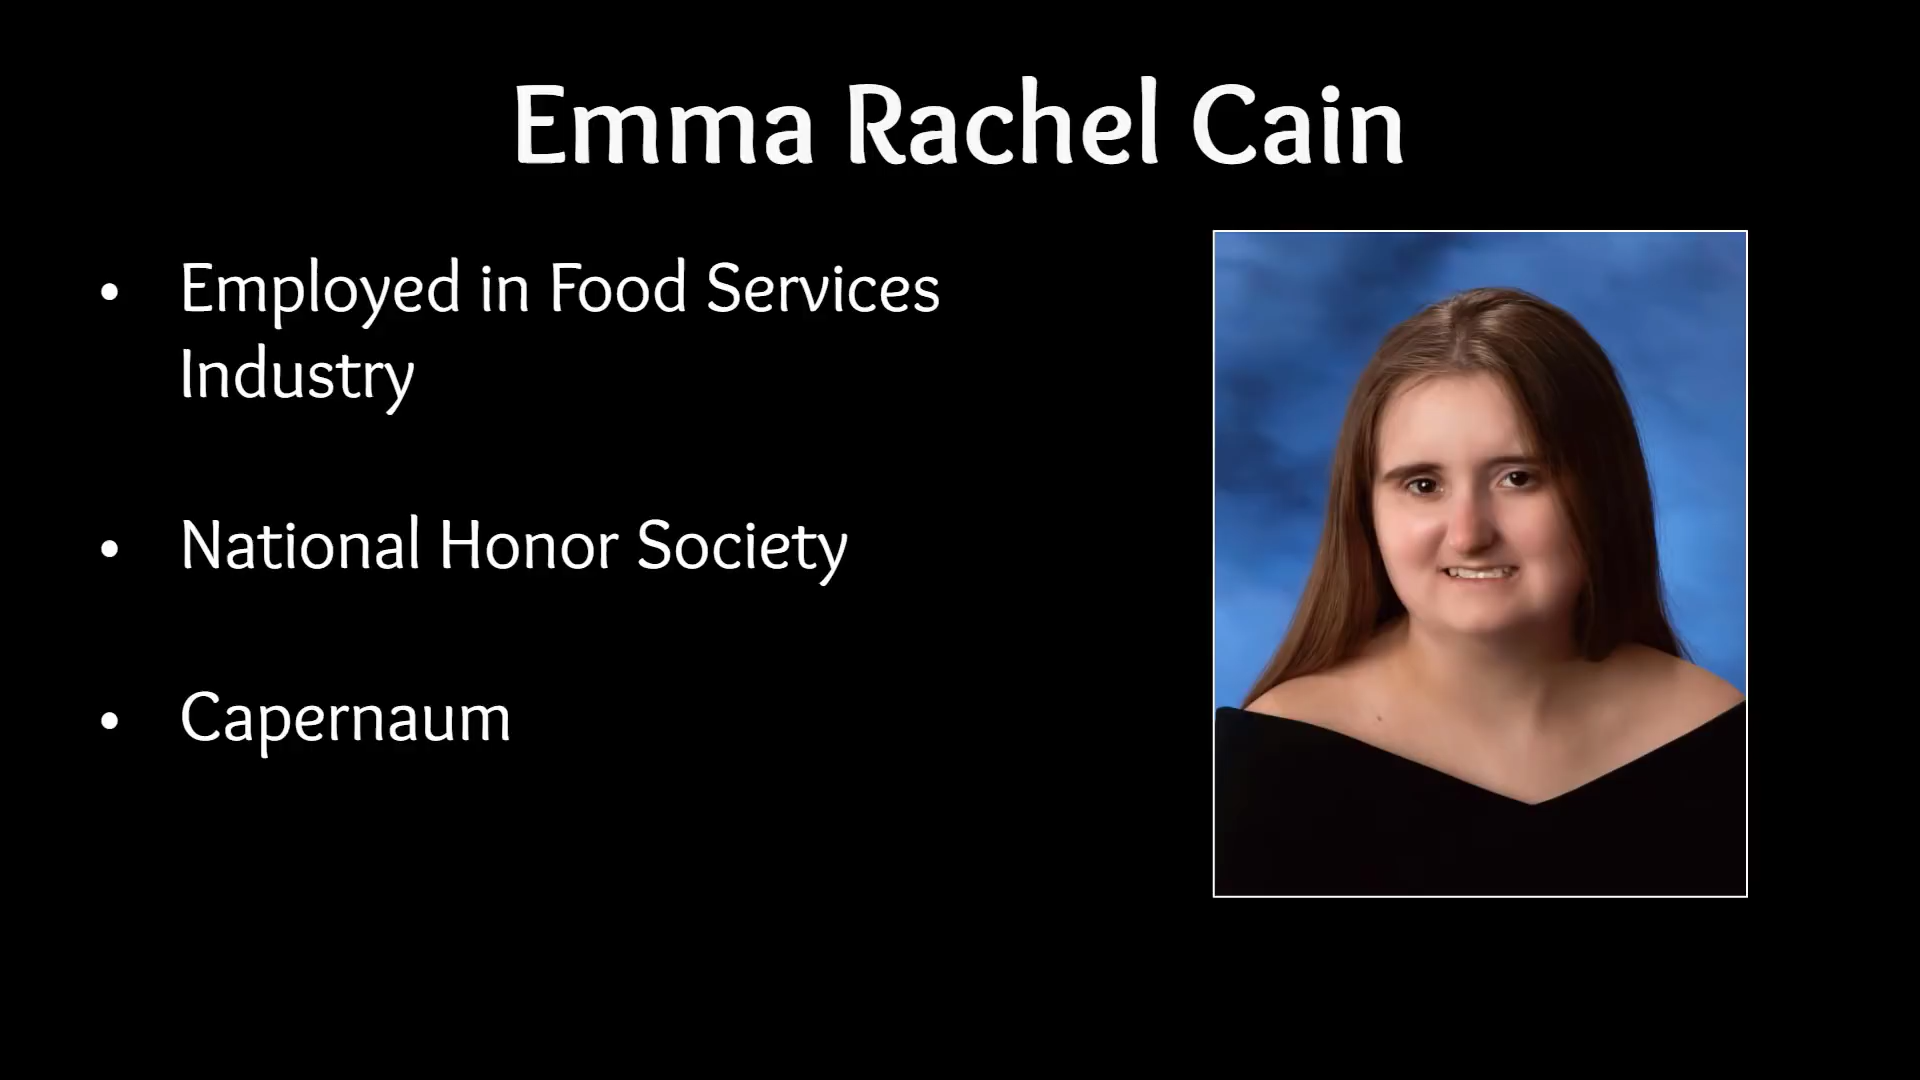 Emma Rachel Cain
• Employed in Food Services
Industry
• National Honor Society
• Capernaum